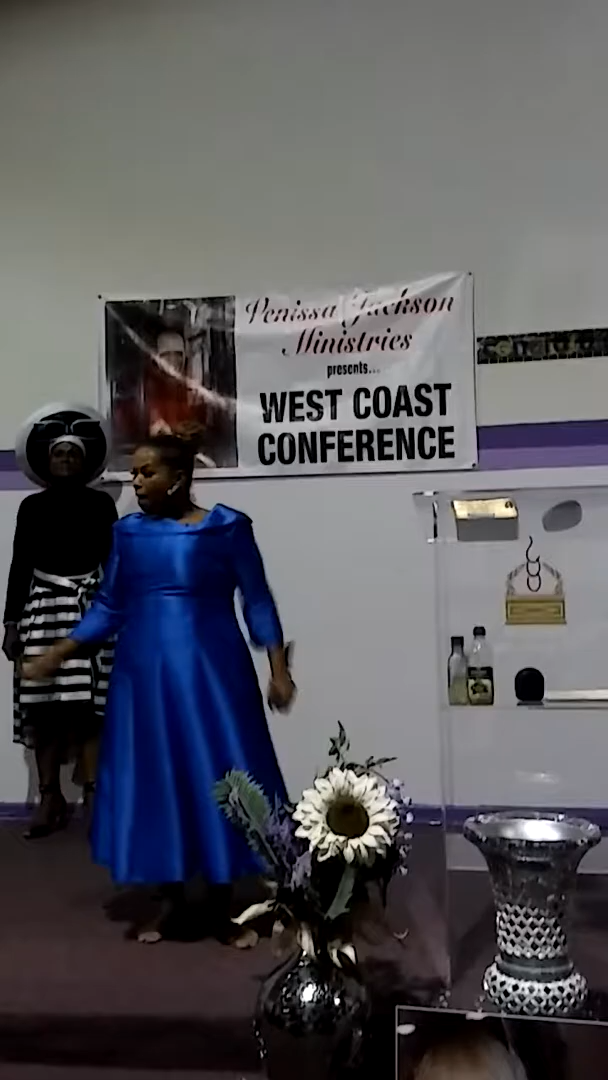 Venissa Jackson
Ministries
presents...
WEST COAST
CONFERENCE